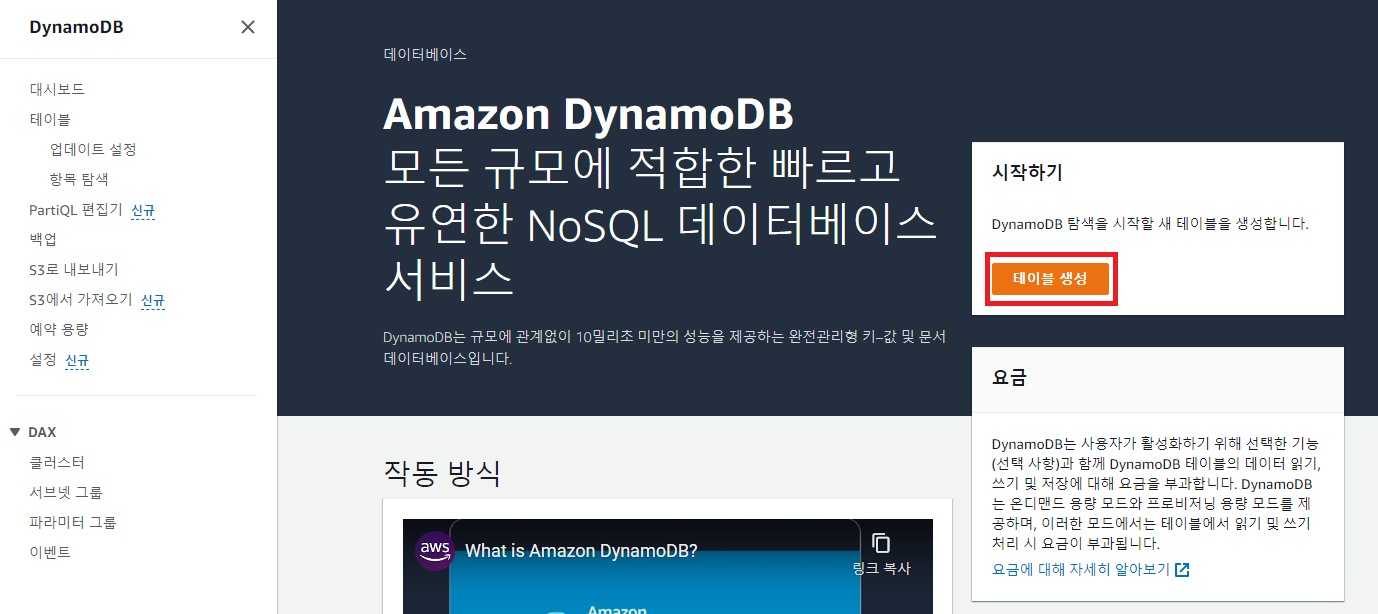 DynamoDB
대시보드
테이블
업데이트 설정
항목 탐색
PartiQL 편집기 신규
백업
S3로 내보내기
S3에서 가져오기 신규
예약 용량
설정 신규
DAX
클러스터
서브넷 그룹
파라미터 그룹
이벤트
데이터베이스
Amazon DynamoDB
모든 규모에 적합한 빠르고
유연한 NoSQL 데이터베이스
서비스
DynamoDB는 규모에 관계없이 10밀리초 미만의 성능을 제공하는 완전관리형 키–값 및 문서
데이터베이스입니다.
시작하기
DynamoDB 탐색을 시작할 새 테이블을 생성합니다.
테이블 생성
요금
DynamoDB는 사용자가 활성화하기 위해 선택한 기능
(선택 사항)과 함께 DynamoDB 테이블의 데이터 읽기,
쓰기 및 저장에 대해 요금을 부과합니다. DynamoDB
는 온디맨드 용량 모드와 프로비저닝 용량 모드를 제
공하며, 이러한 모드에서는 테이블에서 읽기 및 쓰기
처리 시 요금이 부과됩니다.
요금에 대해 자세히 알아보기
작동 방식
aws
What is Amazon DynamoDB?
링크 복사
Amazon